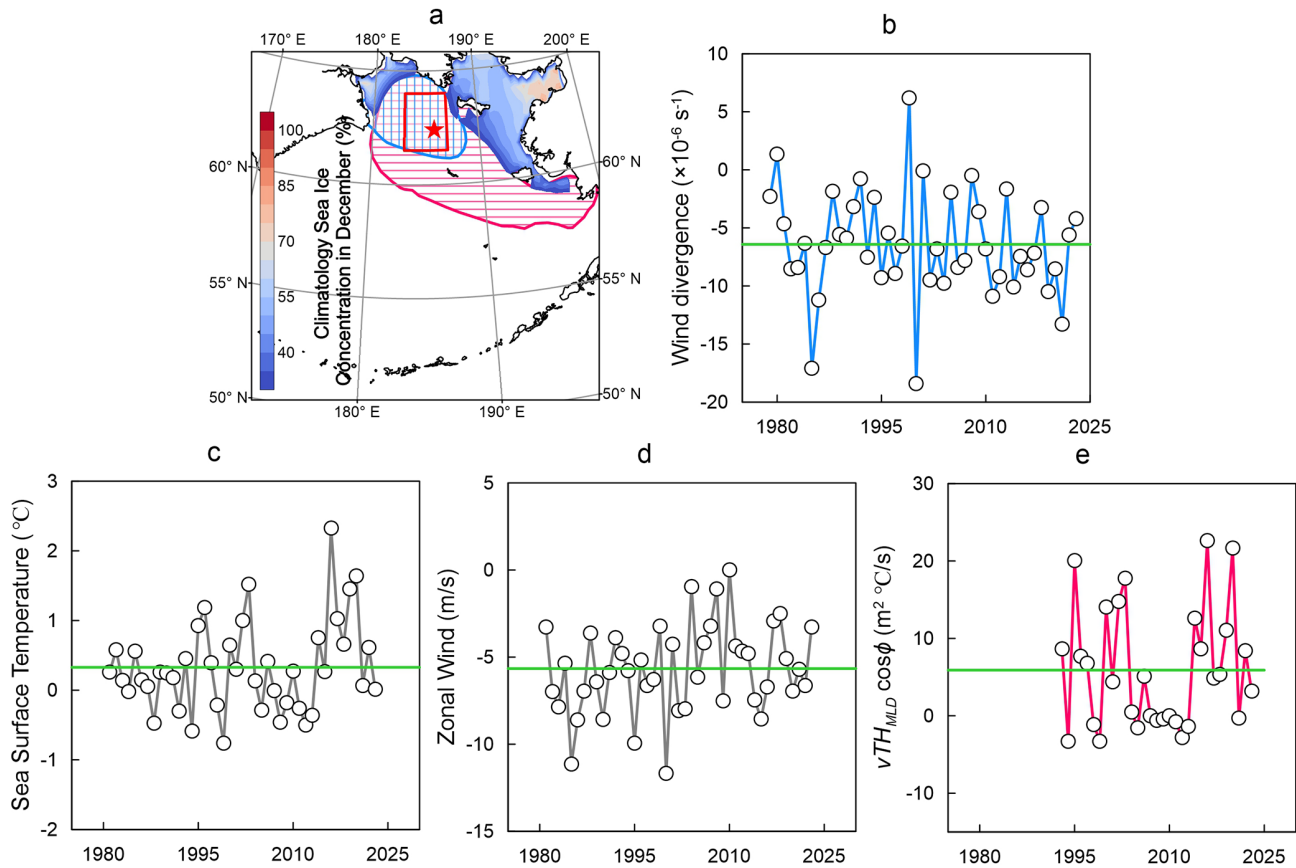 a
170° E
180° E
190° E
200° E
60° N
55° N
50° N
60° N
55° N
50° N
180° E
190° E
Climatology Sea Ice
Concentration in December (%)
100
85
70
55
40
b
Wind divergence (×10-6 s-1)
10
5
0
-5
-10
-15
-20
1980
1995
2010
2025
c
Sea Surface Temperature (°C)
3
2
1
0
-1
-2
1980
1995
2010
2025
d
Zonal Wind (m/s)
5
0
-5
-10
-15
1980
1995
2010
2025
e
vTHMLD cosϕ (m2 °C/s)
30
20
10
0
-10
1980
1995
2010
2025